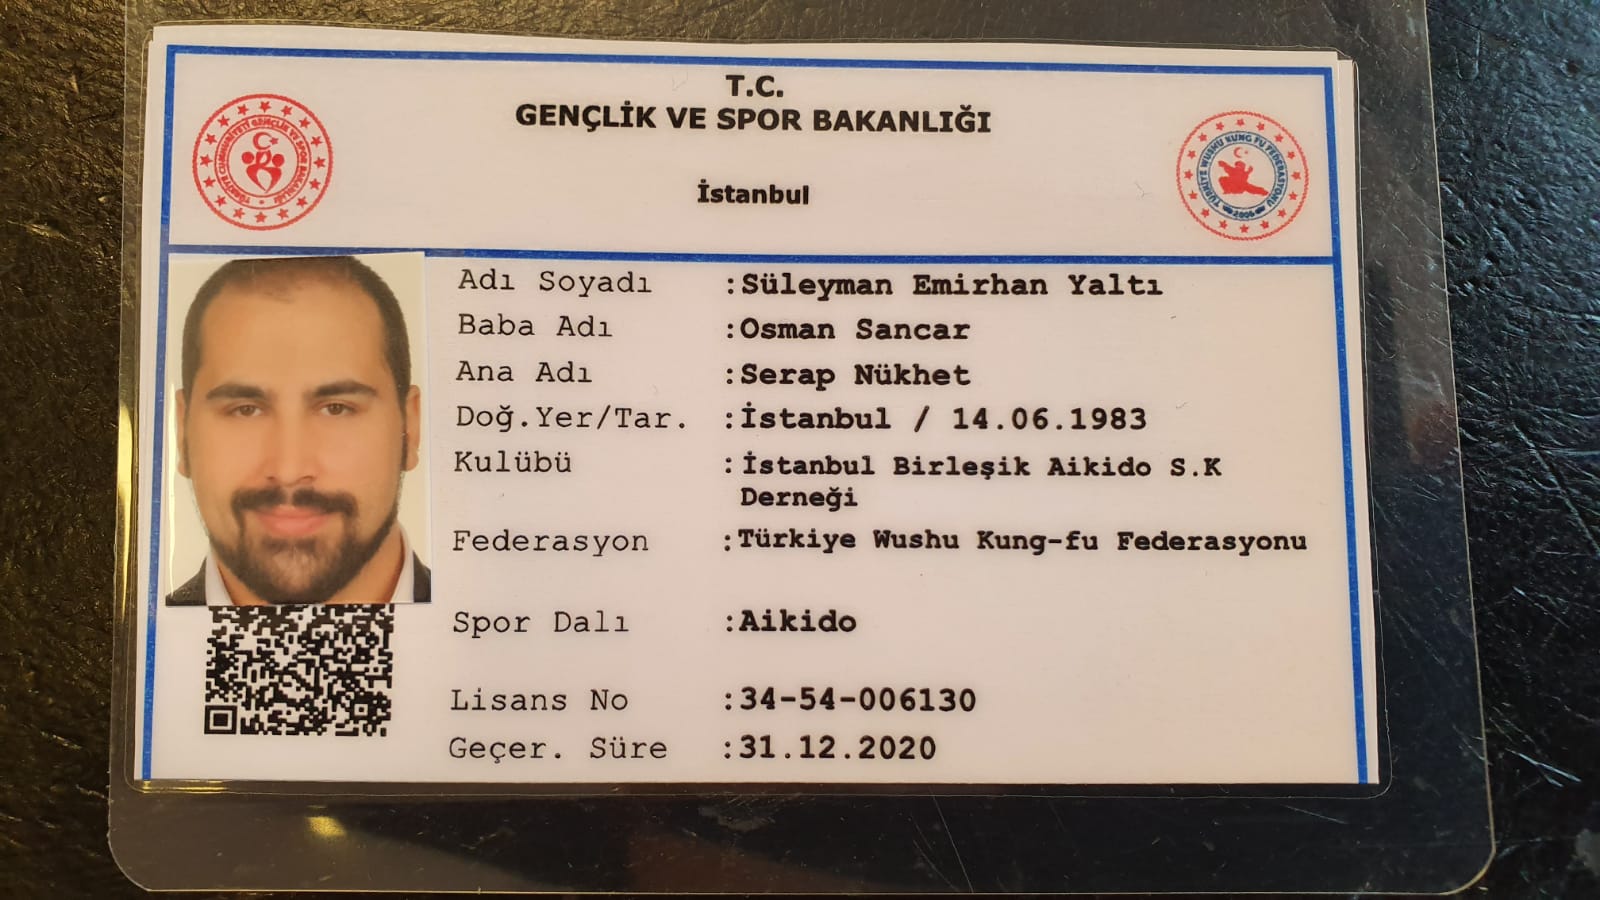 T.C.
GENÇLİK VE SPOR BAKANLIĞI
İstanbul
TÜRKİYE CUMHURİYETİ GENÇLİK VE SPOR BAKANLIĞI
TÜRKİYE WUSHU KUNG FU FEDERASYONU
2006
Adı Soyadı :Süleyman Emirhan Yaltı
Baba Adı :Osman Sancar
Ana Adı :Serap Nükhet
Doğ.Yer/Tar. :İstanbul / 14.06.1983
Kulübü :İstanbul Birleşik Aikido S.K
Derneği
Federasyon :Türkiye Wushu Kung-fu Federasyonu
Spor Dalı :Aikido
Lisans No :34-54-006130
Geçer. Süre :31.12.2020